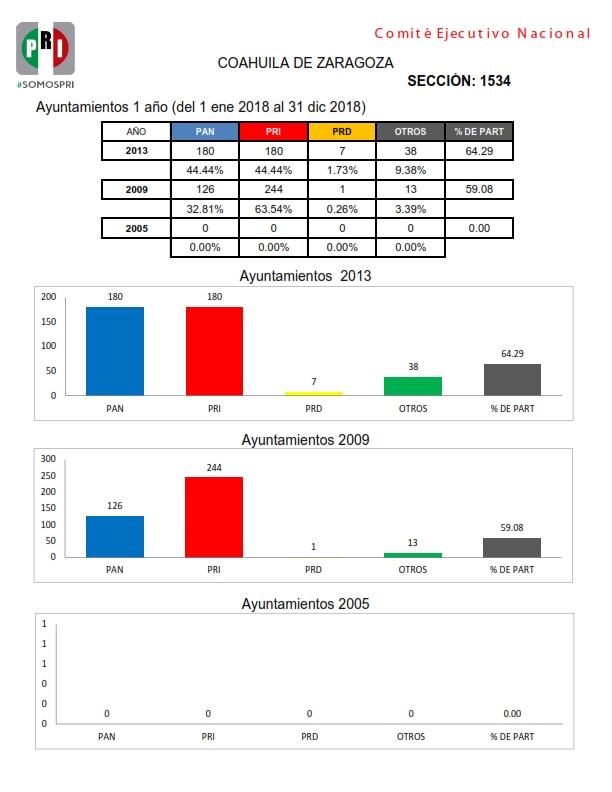 Comité Ejecutivo Nacional
PRI
#SOMOSPRI
COAHUILA DE ZARAGOZA
SECCIÓN: 1534
Ayuntamientos 1 año (del 1 ene 2018 al 31 dic 2018)
AÑO PAN PRI PRD OTROS % DE PART
2013 180 180 7 38 64.29
44.44% 44.44% 1.73% 9.38%
2009 126 244 1 13 59.08
32.81% 63.54% 0.26% 3.39%
2005 0 0 0 0 0.00
0.00% 0.00% 0.00% 0.00%
Ayuntamientos 2013
200
150
100
50
0
180 180 7 38 64.29
PAN PRI PRD OTROS % DE PART
Ayuntamientos 2009
300
250
200
150
100
50
0
126 244 1 13 59.08
PAN PRI PRD OTROS % DE PART
Ayuntamientos 2005
1
1
1
0
0
0
0 0 0 0 0.00
PAN PRI PRD OTROS % DE PART